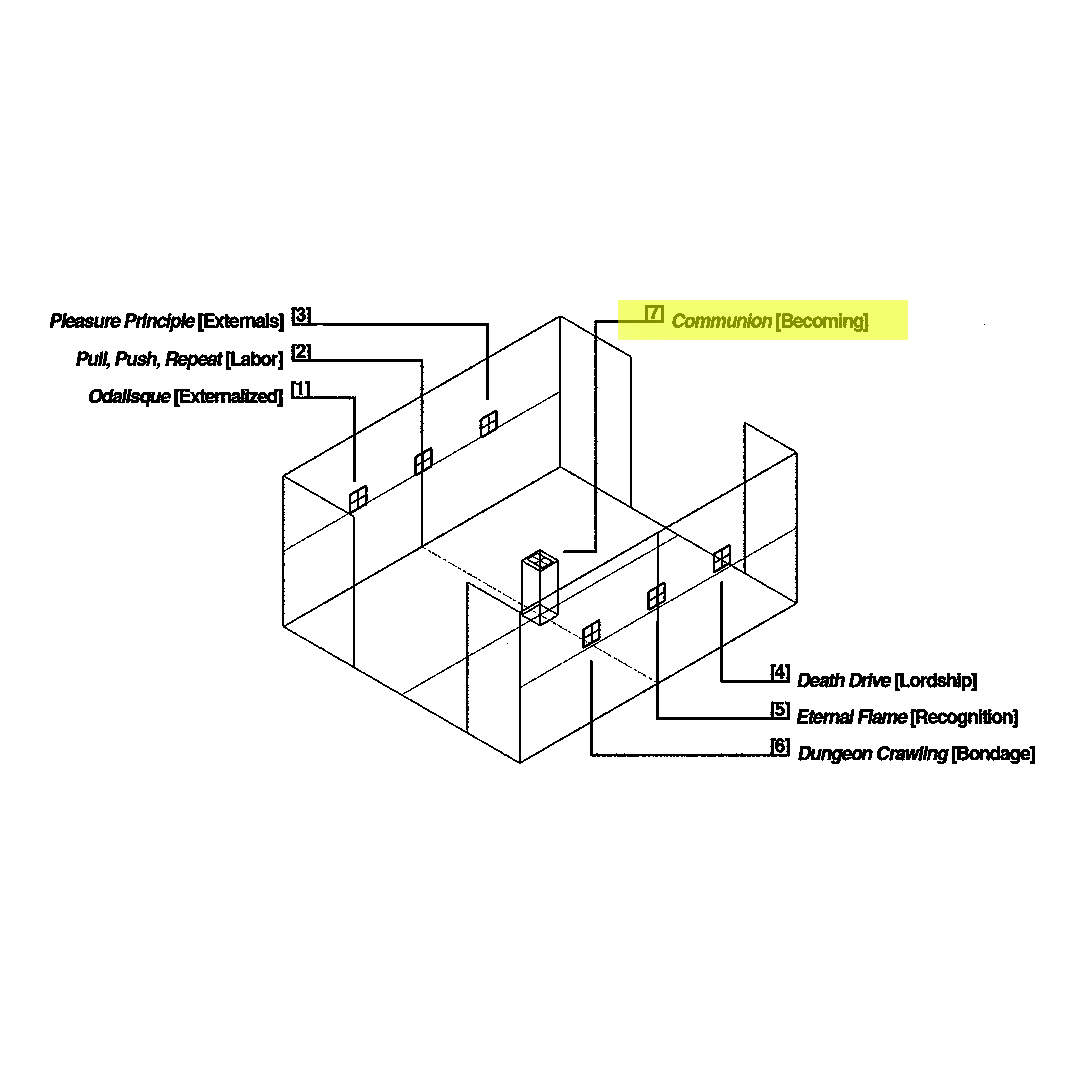 Pleasure Principle [Externals] [3]
Pull, Push, Repeat [Labor] [2]
Odalisque [Externalized] [1]
[7] Communion [Becoming]
[4] Death Drive [Lordship]
[5] Eternal Flame [Recognition]
[6] Dungeon Crawling [Bondage]